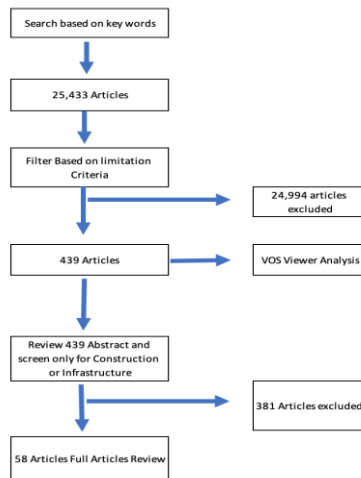 Search based on key words
25,433 Articles
Filter Based on limitation
Criteria
24,994 articles
excluded
439 Articles
VOS Viewer Analysis
Review 439 Abstract and
screen only for Construction
or Infrastructure
381 Articles excluded
58 Articles Full Articles Review